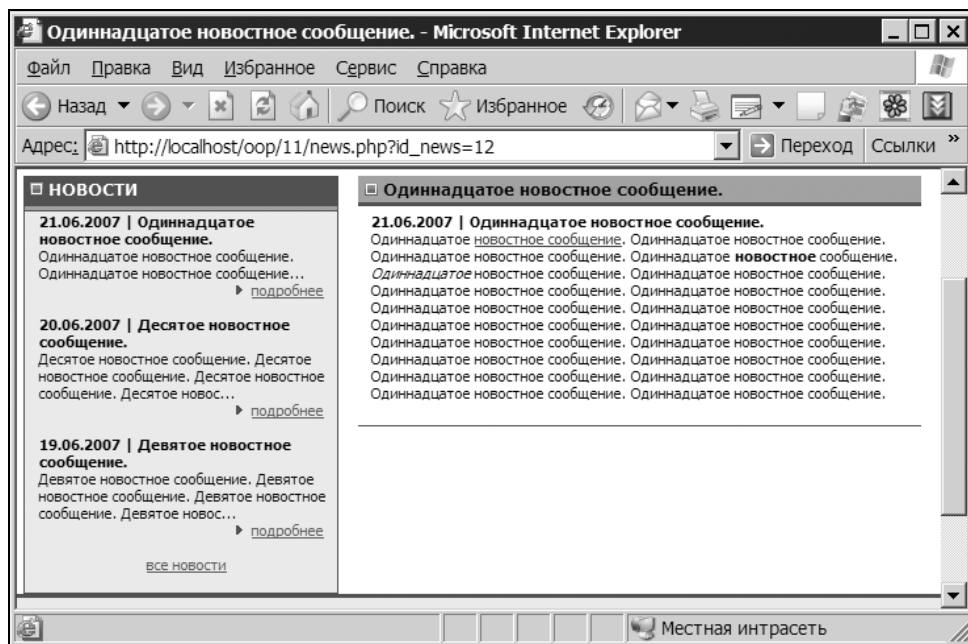 Одиннадцатое новостное сообщение. - Microsoft Internet Explorer
Файл Правка Вид Избранное Сервис Справка
Назад Поиск Избранное
Адрес: http://localhost/oop/11/news.php?id_news=12 Переход Ссылки »
НОВОСТИ
21.06.2007 | Одиннадцатое
новостное сообщение.
Одиннадцатое новостное сообщение.
Одиннадцатое новостное сообщение...
подробнее
20.06.2007 | Десятое новостное
сообщение.
Десятое новостное сообщение. Десятое
новостное сообщение. Десятое новостное
сообщение. Десятое новос...
подробнее
19.06.2007 | Девятое новостное
сообщение.
Девятое новостное сообщение. Девятое
новостное сообщение. Девятое новостное
сообщение. Девятое новос...
подробнее
все новости
Одиннадцатое новостное сообщение.
21.06.2007 | Одиннадцатое новостное сообщение.
Одиннадцатое новостное сообщение. Одиннадцатое новостное сообщение.
Одиннадцатое новостное сообщение. Одиннадцатое новостное сообщение.
Одиннадцатое новостное сообщение. Одиннадцатое новостное сообщение.
Одиннадцатое новостное сообщение. Одиннадцатое новостное сообщение.
Одиннадцатое новостное сообщение. Одиннадцатое новостное сообщение.
Одиннадцатое новостное сообщение. Одиннадцатое новостное сообщение.
Одиннадцатое новостное сообщение. Одиннадцатое новостное сообщение.
Одиннадцатое новостное сообщение. Одиннадцатое новостное сообщение.
Одиннадцатое новостное сообщение. Одиннадцатое новостное сообщение.
Одиннадцатое новостное сообщение. Одиннадцатое новостное сообщение.
Местная интрасеть